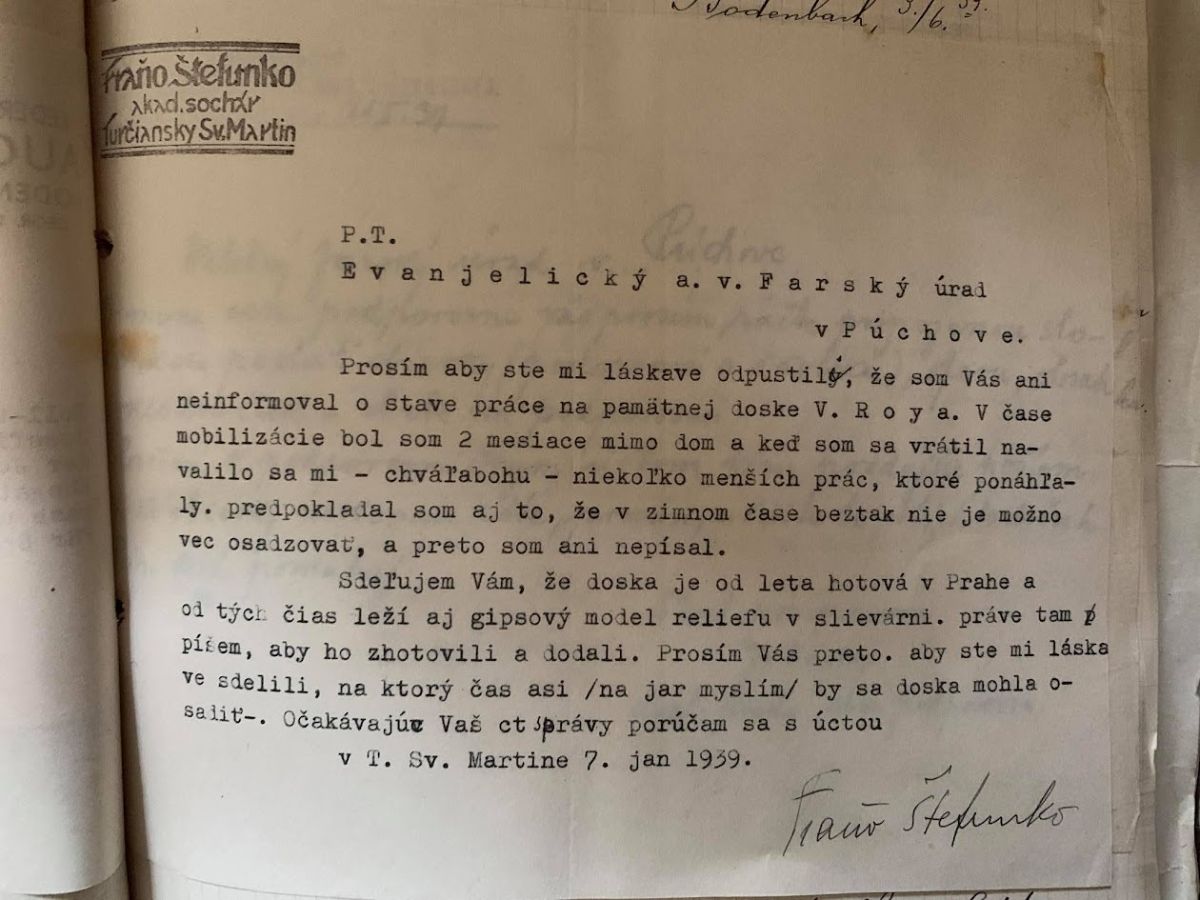 Bodenbach, 3./6. 39.
Fraňo Štefunko
akad. sochár
Turčiansky Sv. Martin
P.T.
E v a n j e l i c k ý a. v. F a r s k ý úrad
v P ú c h o v e.
Prosím aby ste mi láskave odpustili, že som Vás ani
neinformoval o stave práce na pamätnej doske V. R o y a. V čase
mobilizácie bol som 2 mesiace mimo dom a keď som sa vrátil na-
valilo sa mi - chváľabohu - niekoľko menších prác, ktoré ponáhľa-
ly. predpokladal som aj to, že v zimnom čase beztak nie je možno
vec osadzovať, a preto som ani nepísal.
Sdeľujem Vám, že doska je od leta hotová v Prahe a
od tých čias leží aj gipsový model reliefu v slievárni. práve tam
píšem, aby ho zhotovili a dodali. Prosím Vás preto. aby ste mi láska
ve sdelili, na ktorý čas asi /na jar myslím/ by sa doska mohla o-
sadiť-. Očakávajúc Vaš ct správy porúčam sa s úctou
v T. Sv. Martine 7. jan 1939.
Fraňo Štefunko